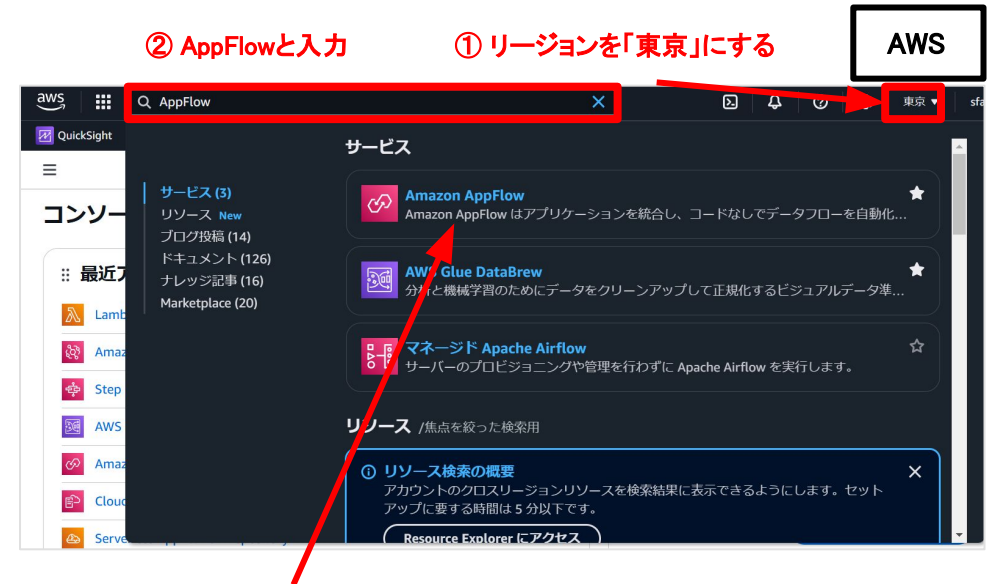 ② AppFlowと入力
① リージョンを「東京」にする
AWS
aws
AppFlow
東京
QuickSight
サービス
サービス (3)
リソース New
ブログ投稿 (14)
ドキュメント (126)
ナレッジ記事 (16)
Marketplace (20)
Amazon AppFlow
Amazon AppFlow はアプリケーションを統合し、コードなしでデータフローを自動化...
AWS Glue DataBrew
分析と機械学習のためにデータをクリーンアップして正規化するビジュアルデータ準...
マネージド Apache Airflow
サーバーのプロビジョニングや管理を行わずに Apache Airflow を実行します。
リソース /焦点を絞った検索用
リソース検索の概要
アカウントのクロスリージョンリソースを検索結果に表示できるようにします。セット
アップに要する時間は 5 分以下です。
Resource Explorer にアクセス
コンソー
最近ア
Lamb
Amaz
Step
AWS
Amaz
Cloud
Serve